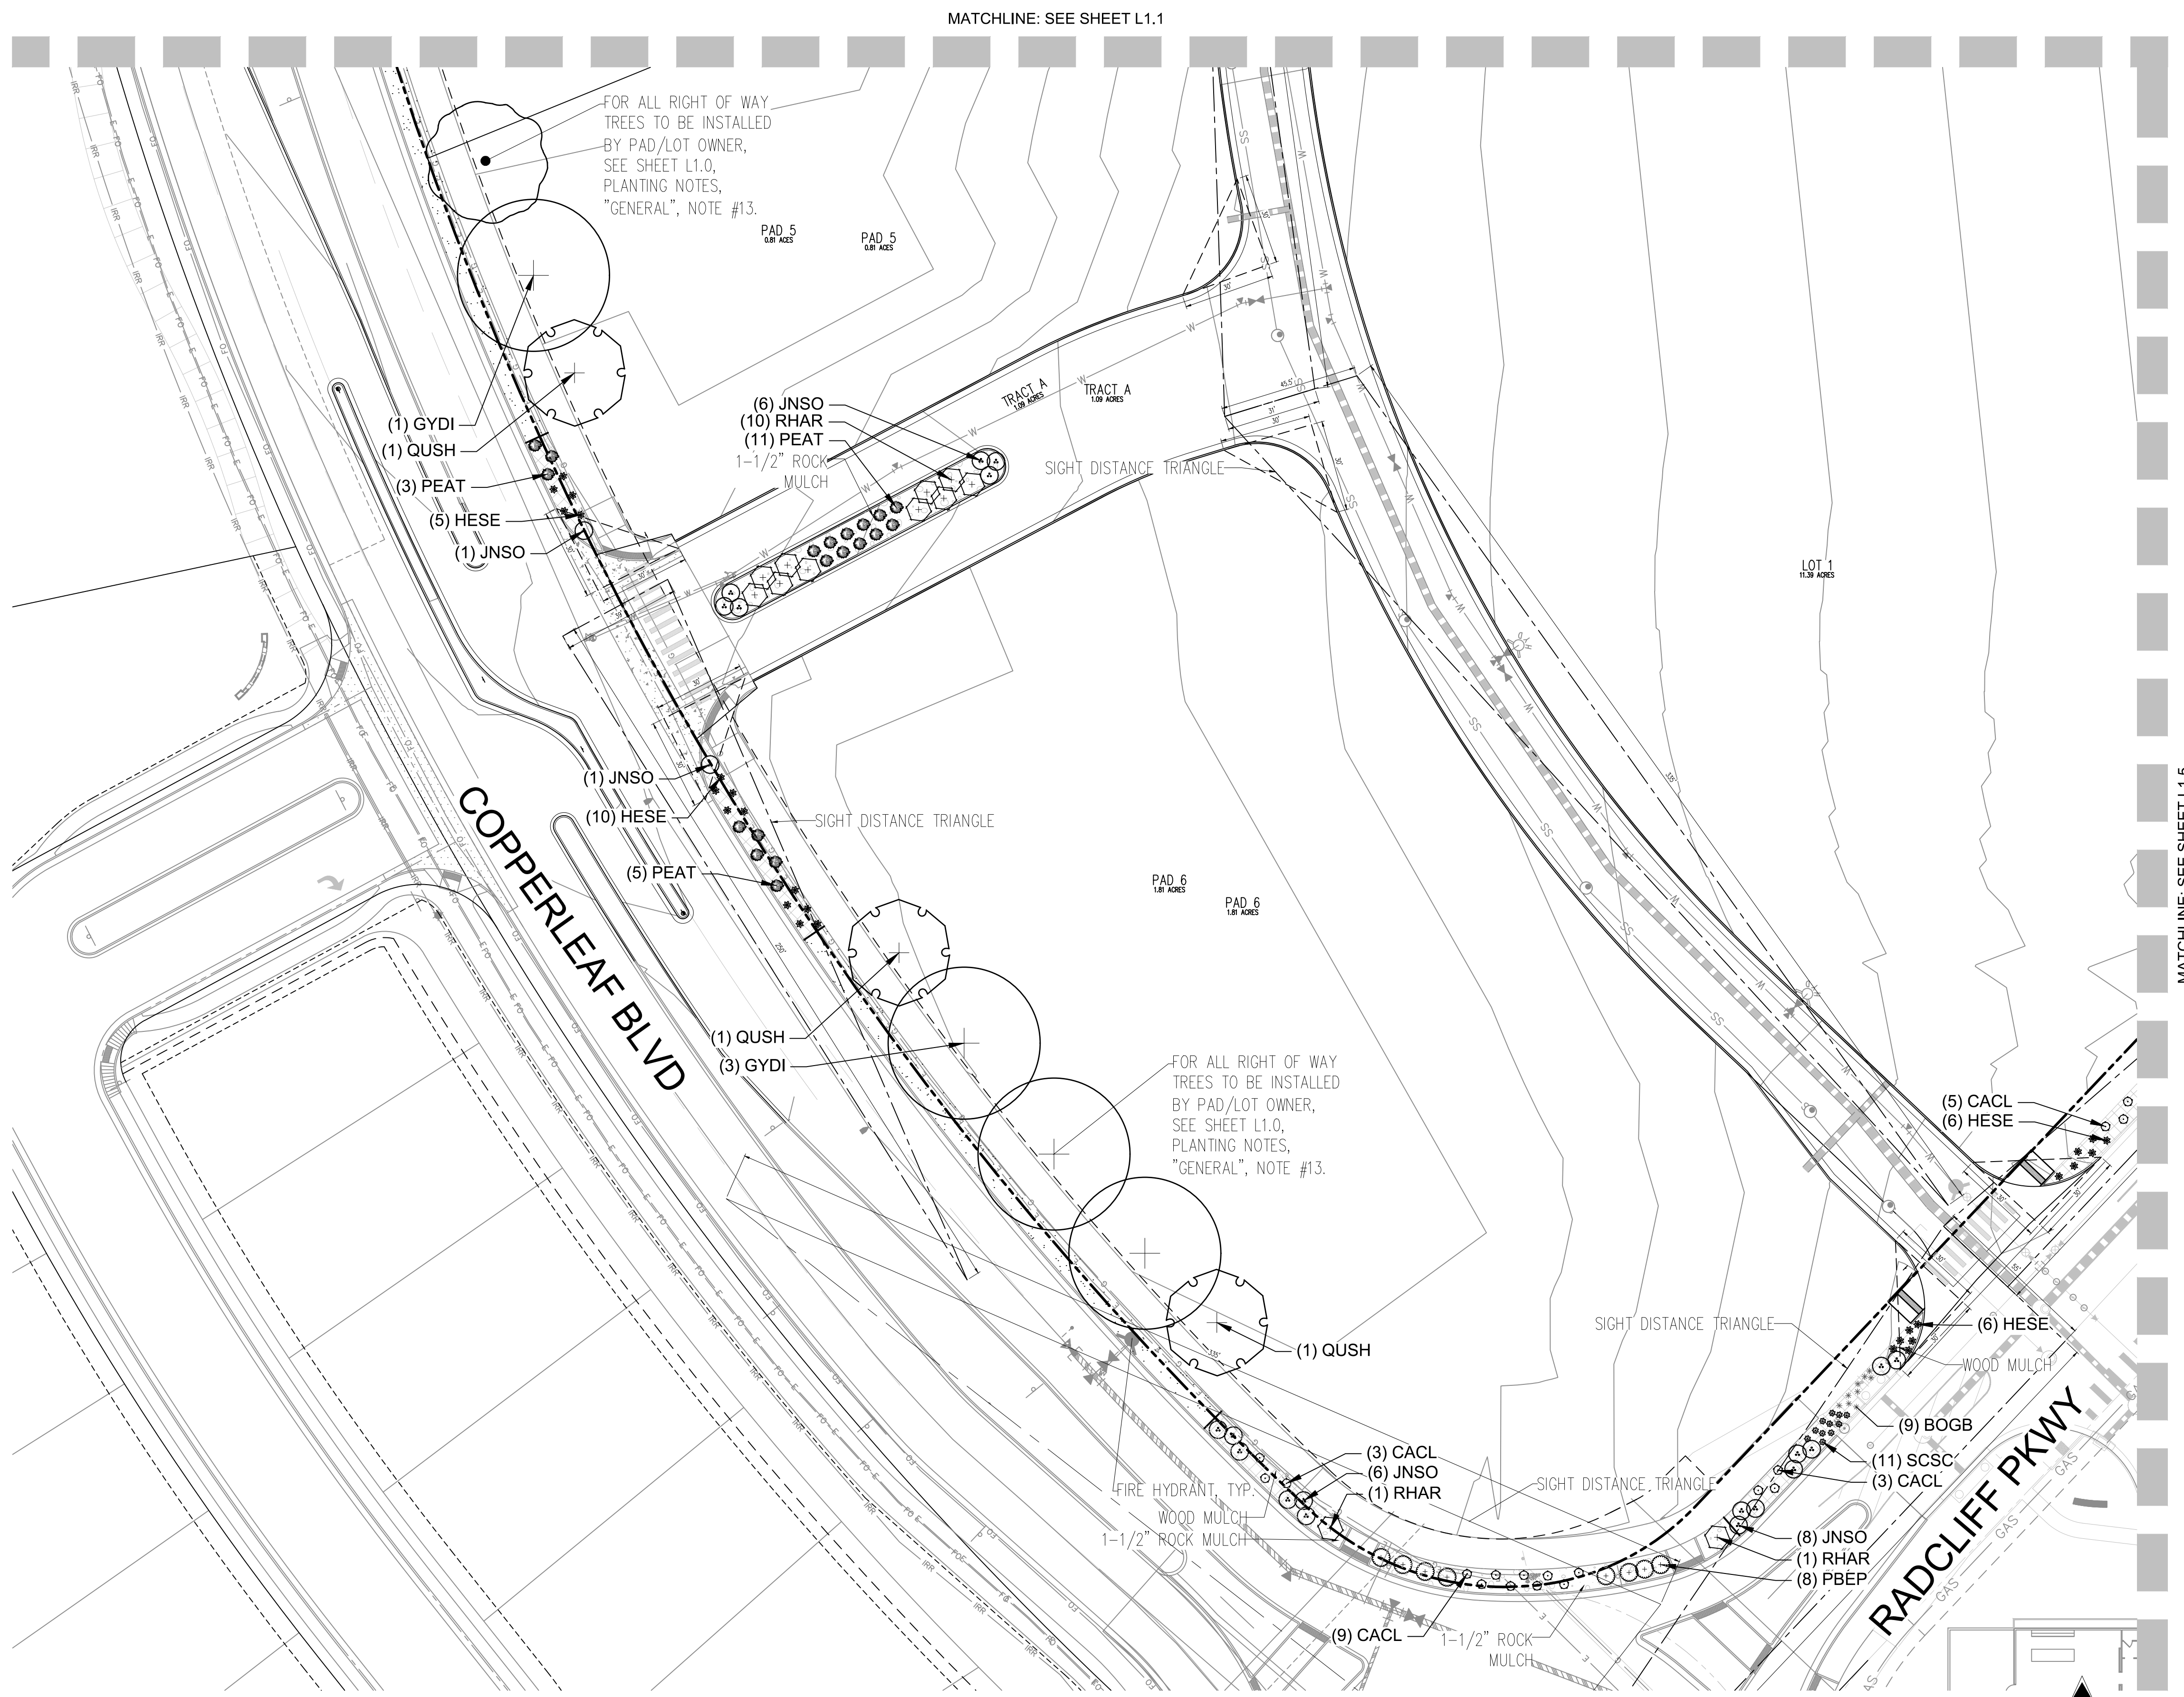 MATCHLINE: SEE SHEET L1.1
FOR ALL RIGHT OF WAY
TREES TO BE INSTALLED
BY PAD/LOT OWNER,
SEE SHEET L1.0,
PLANTING NOTES,
"GENERAL", NOTE #13.
PAD 5
0.81 ACES
PAD 5
0.81 ACES
(1) GYDI
(1) QUSH
(3) PEAT
(5) HESE
(1) JNSO
(6) JNSO
(10) RHAR
(11) PEAT
1-1/2" ROCK
MULCH
TRACT A
1.09 ACRES
TRACT A
1.09 ACRES
SIGHT DISTANCE TRIANGLE
LOT 1
11.39 ACRES
(1) JNSO
(10) HESE
SIGHT DISTANCE TRIANGLE
(5) PEAT
COPPERLEAF BLVD
PAD 6
1.81 ACRES
PAD 6
1.81 ACRES
MATCHLINE: SEE SHEET L1.5
(1) QUSH
(3) GYDI
FOR ALL RIGHT OF WAY
TREES TO BE INSTALLED
BY PAD/LOT OWNER,
SEE SHEET L1.0,
PLANTING NOTES,
"GENERAL", NOTE #13.
(5) CACL
(6) HESE
SIGHT DISTANCE TRIANGLE
(6) HESE
(1) QUSH
WOOD MULCH
(9) BOGB
(3) CACL
(6) JNSO
(1) RHAR
(11) SCSC
(3) CACL
FIRE HYDRANT, TYP.
WOOD MULCH
1-1/2" ROCK MULCH
SIGHT DISTANCE TRIANGLE
(8) JNSO
(1) RHAR
(8) PBEP
RADCLIFF PKWY
(9) CACL
1-1/2" ROCK
MULCH